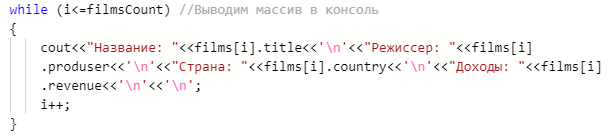 while (i<=filmsCount) //Выводим массив в консоль
{
cout<<"Название: "<<films[i].title<<'\n'<<"Режиссер: "<<films[i]
.produser<<'\n'<<"Страна: "<<films[i].country<<'\n'<<"Доходы: "<<films[i]
.revenue<<'\n'<<'\n';
i++;
}